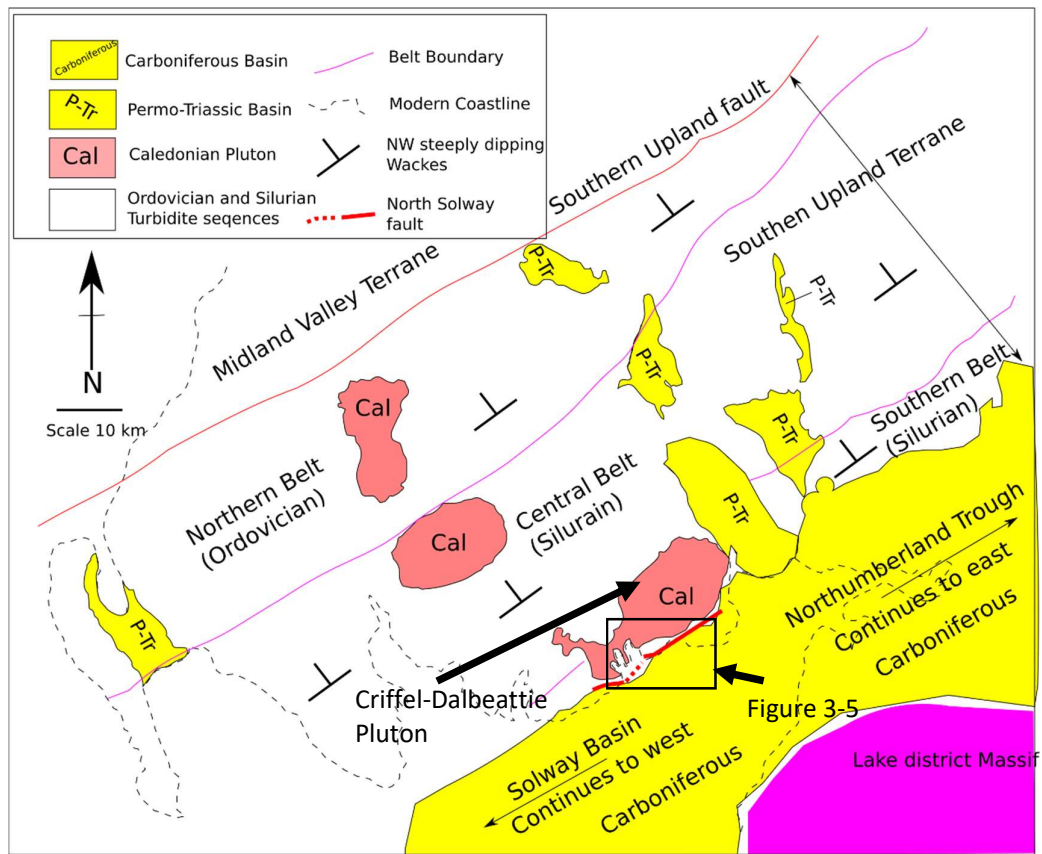 Carboniferous
Carboniferous Basin
P-Tr
Permo-Triassic Basin
Cal
Caledonian Pluton
Ordovician and Silurian
Turbidite seqences
Belt Boundary
Modern Coastline
NW steeply dipping
Wackes
North Solway
fault
N
Scale 10 km
Midland Valley Terrane
Southern Upland fault
Southen Upland Terrane
P-Tr
P-Tr
P-Tr
P-Tr
Cal
Northern Belt
(Ordovician)
Central Belt
(Silurain)
Southern Belt
(Silurian)
Cal
P-Tr
Cal
P-Tr
Northumberland Trough
Continues to east
Carboniferous
Criffel-Dalbeattie
Pluton
Figure 3-5
Solway Basin
Continues to west
Carboniferous
Lake district Massif